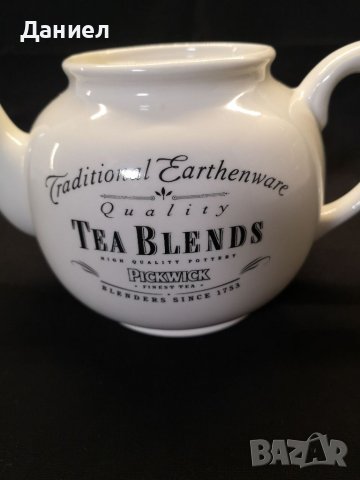 Даниел
Traditional Earthenware
Quality
TEA BLENDS
HIGH QUALITY POTTERY
PICKWICK
• FINEST TEA •
BLENDERS SINCE 1753
BAZAR